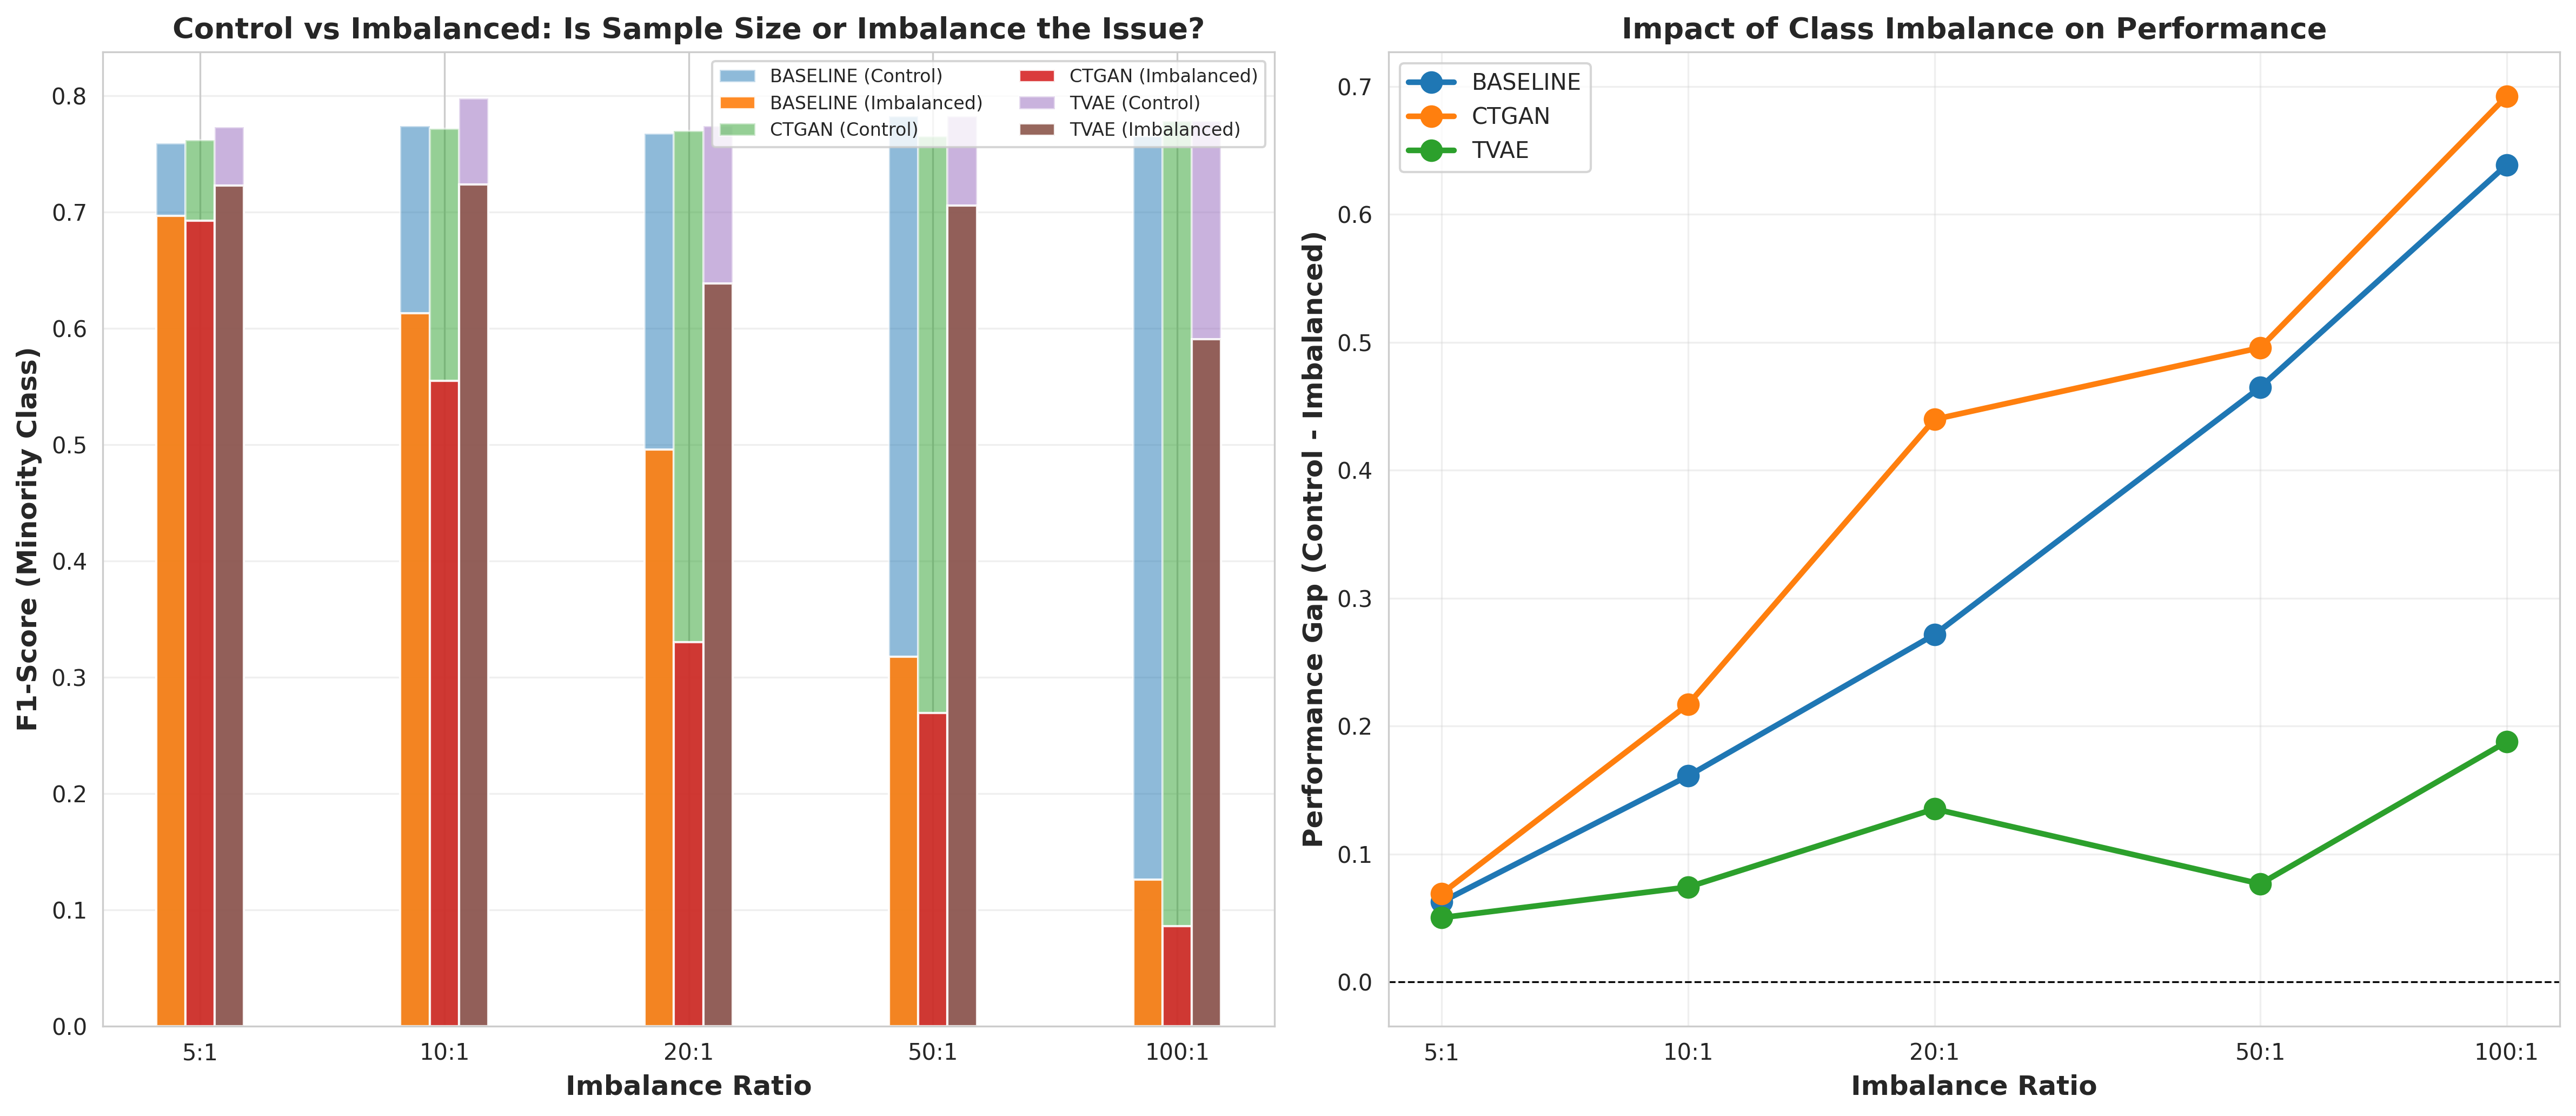 Control vs Imbalanced: Is Sample Size or Imbalance the Issue?
BASELINE (Control)
BASELINE (Imbalanced)
CTGAN (Control)
CTGAN (Imbalanced)
TVAE (Control)
TVAE (Imbalanced)
F1-Score (Minority Class)
0.8
0.7
0.6
0.5
0.4
0.3
0.2
0.1
0.0
5:1
10:1
20:1
50:1
100:1
Imbalance Ratio
Impact of Class Imbalance on Performance
BASELINE
CTGAN
TVAE
Performance Gap (Control - Imbalanced)
0.7
0.6
0.5
0.4
0.3
0.2
0.1
0.0
5:1
10:1
20:1
50:1
100:1
Imbalance Ratio